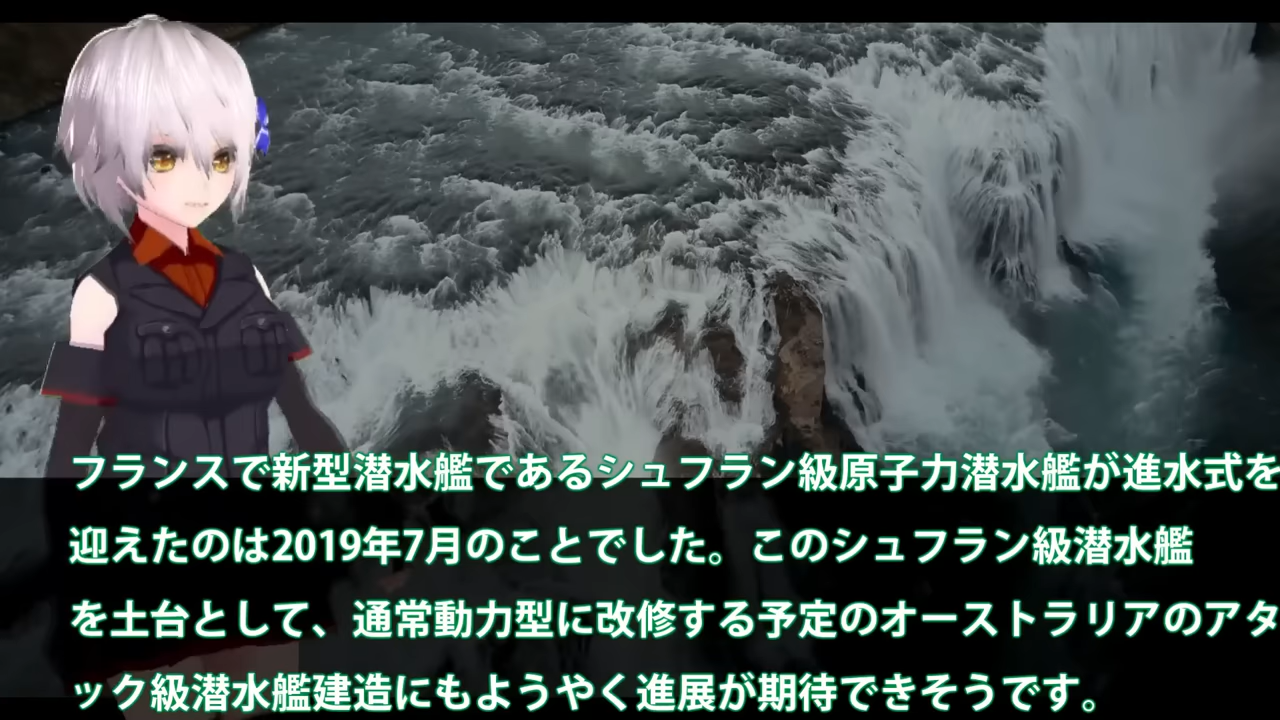 フランスで新型潜水艦であるシュフラン級原子力潜水艦が進水式を
迎えたのは2019年7月のことでした。このシュフラン級潜水艦
を土台として、通常動力型に改修する予定のオーストラリアのアタ
ック級潜水艦建造にもようやく進展が期待できそうです。